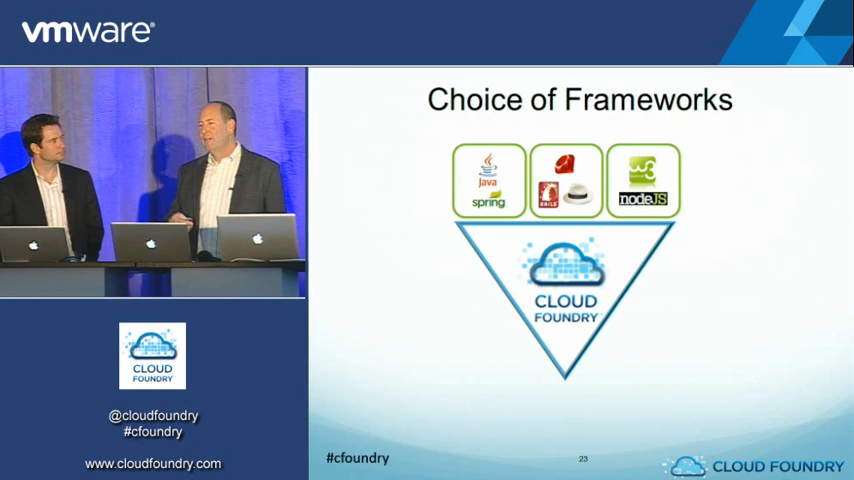 vmware®
Choice of Frameworks
Java
spring
RAILS
w3
nodeJS
CLOUD
FOUNDRY
CLOUD
FOUNDRY
@cloudfoundry
#cfoundry
www.cloudfoundry.com
#cfoundry
23
CLOUD FOUNDRY